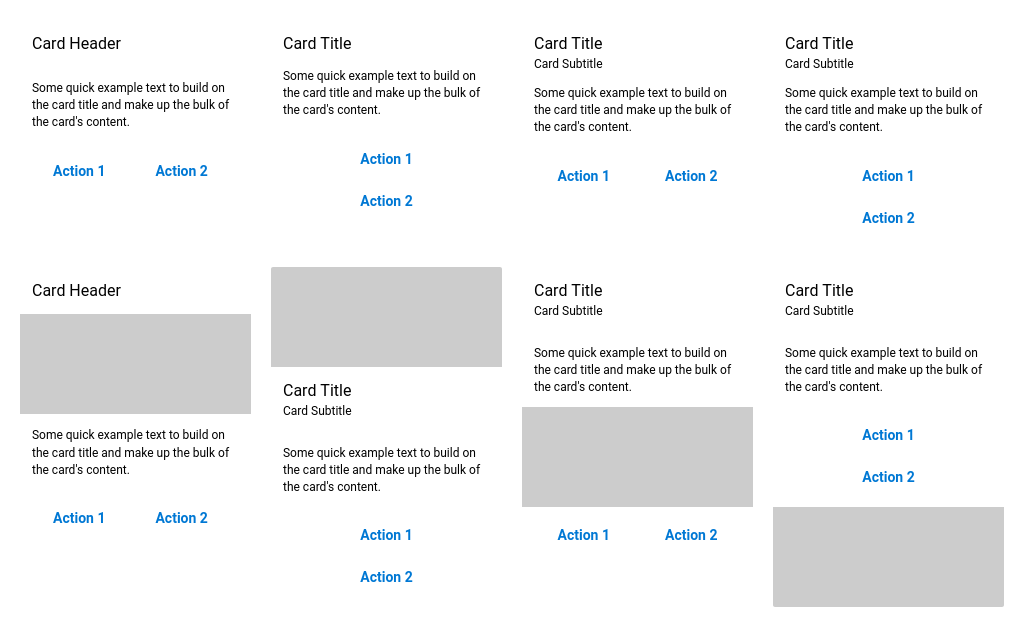 Card Header
Some quick example text to build on
the card title and make up the bulk of
the card's content.
Action 1
Action 2
Card Title
Some quick example text to build on
the card title and make up the bulk of
the card's content.
Action 1
Action 2
Card Title
Card Subtitle
Some quick example text to build on
the card title and make up the bulk of
the card's content.
Action 1
Action 2
Card Title
Card Subtitle
Some quick example text to build on
the card title and make up the bulk of
the card's content.
Action 1
Action 2
Card Header
Some quick example text to build on
the card title and make up the bulk of
the card's content.
Action 1
Action 2
Card Title
Card Subtitle
Some quick example text to build on
the card title and make up the bulk of
the card's content.
Action 1
Action 2
Card Title
Card Subtitle
Some quick example text to build on
the card title and make up the bulk of
the card's content.
Action 1
Action 2
Card Title
Card Subtitle
Some quick example text to build on
the card title and make up the bulk of
the card's content.
Action 1
Action 2